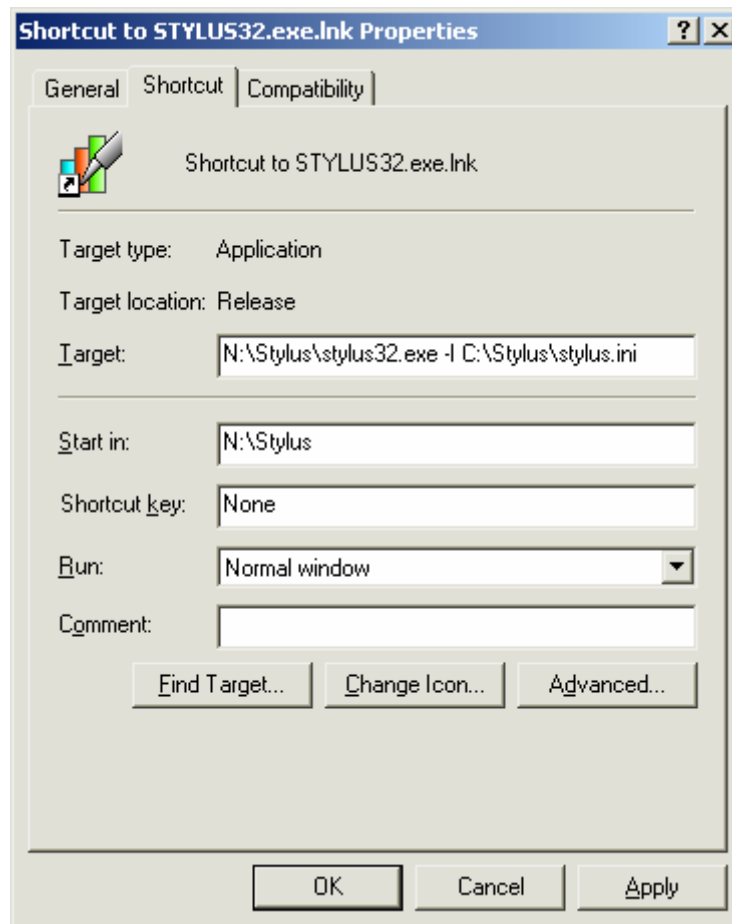 Shortcut to STYLUS32.exe.lnk Properties
General Shortcut Compatibility
Shortcut to STYLUS32.exe.lnk
Target type: Application
Target location: Release
Target: N:\Stylus\stylus32.exe -I C:\Stylus\stylus.ini
Start in: N:\Stylus
Shortcut key: None
Run: Normal window
Comment:
Find Target... Change Icon... Advanced...
OK Cancel Apply